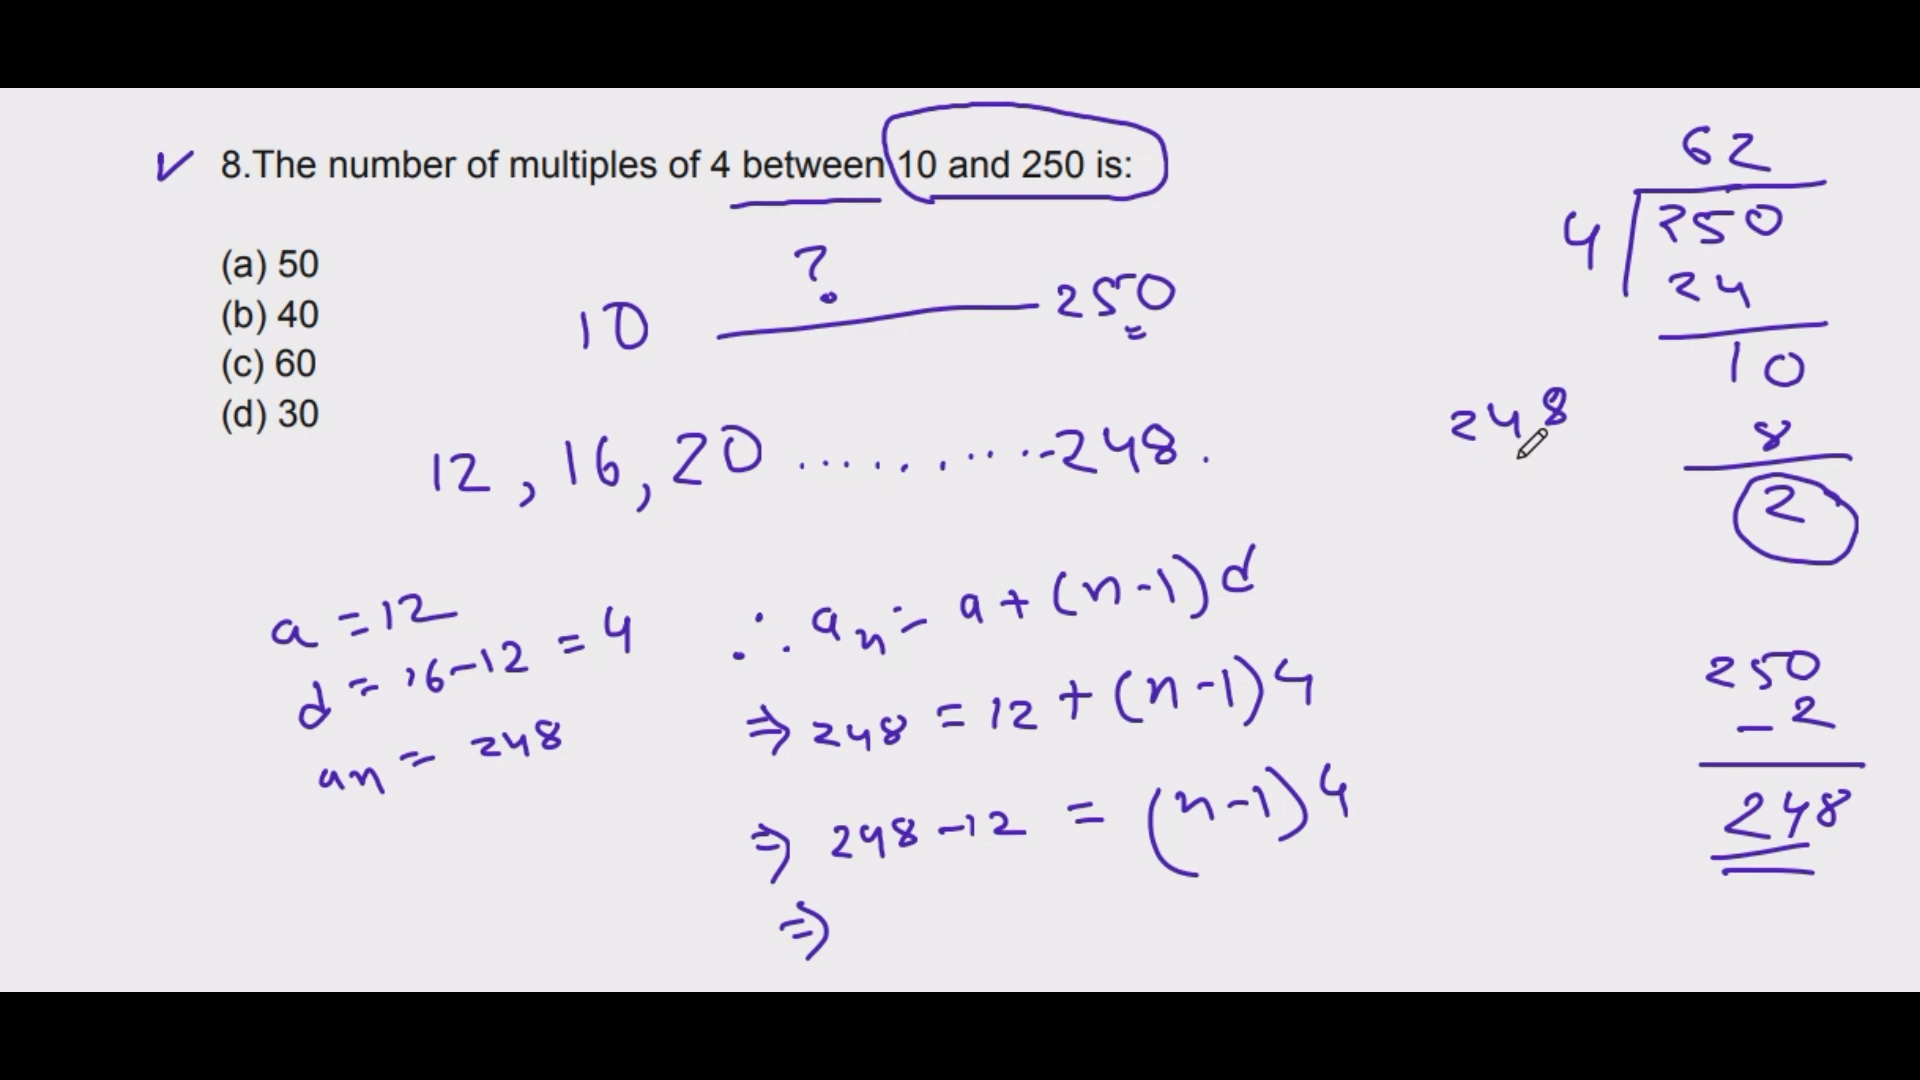 ✓ 8.The number of multiples of 4 between 10 and 250 is:
(a) 50
(b) 40
(c) 60
(d) 30
?
10 ——— 250
12 , 16 , 20 ............248 .
a = 12
d = 16-12 = 4
an = 248
∴ an = a + (n-1)d
⇒ 248 = 12 + (n-1)4
⇒ 248-12 = (n-1)4
⇒
62
4 250
24
10
8
2
248
250
-2
248